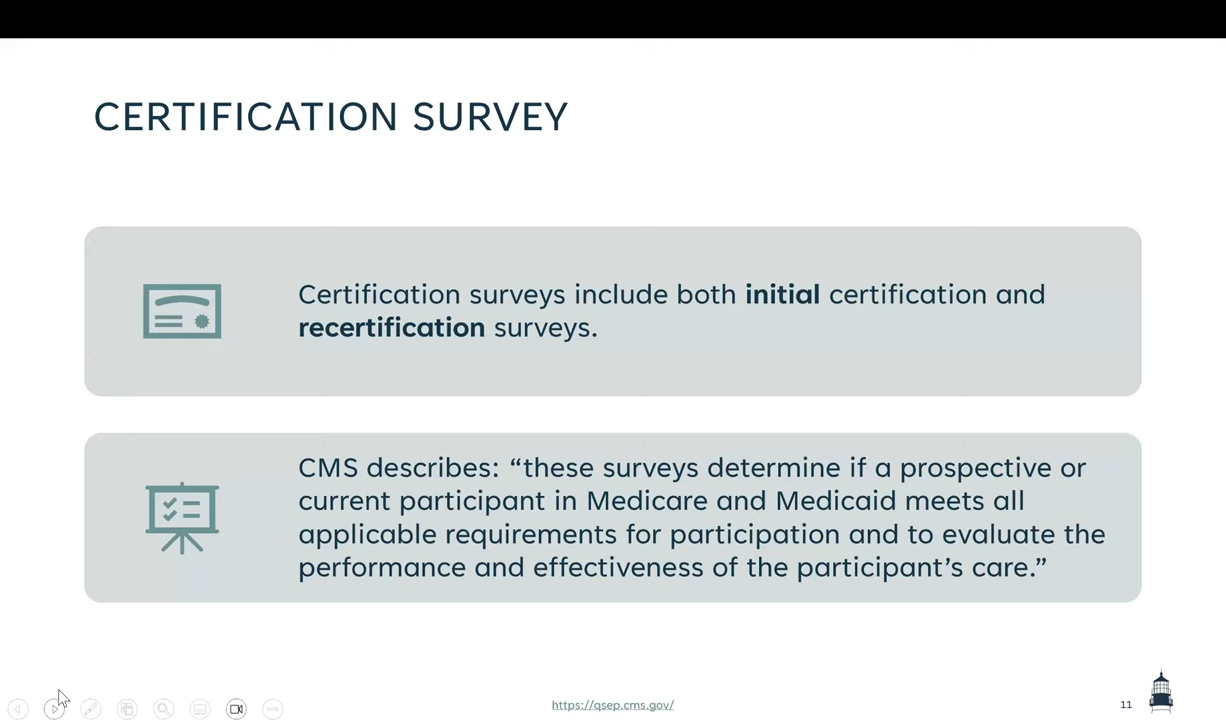 CERTIFICATION SURVEY
Certification surveys include both initial certification and
recertification surveys.
CMS describes: “these surveys determine if a prospective or
current participant in Medicare and Medicaid meets all
applicable requirements for participation and to evaluate the
performance and effectiveness of the participant’s care.”
https://qsep.cms.gov/
11